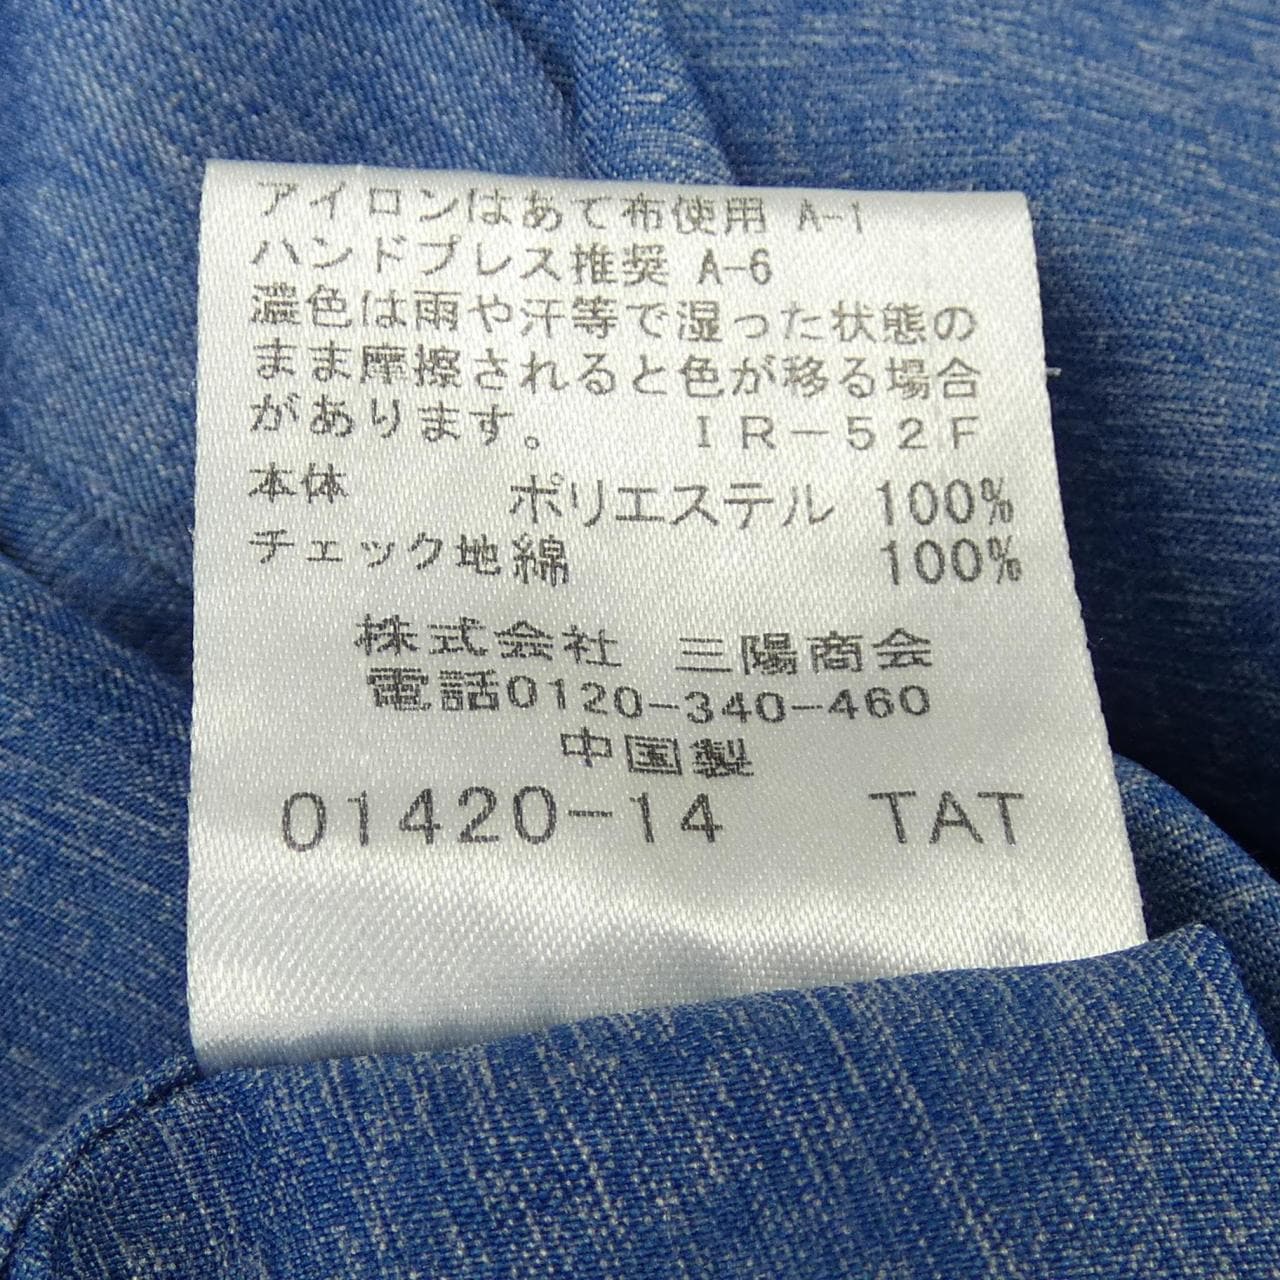 アイロンはあて布使用 A-1
ハンドプレス推奨 A-6
濃色は雨や汗等で湿った状態の
まま摩擦されると色が移る場合
があります。 ＩＲ－５２Ｆ
本体 ポリエステル 100%
チェック地綿 100%
株式会社 三陽商会
電話0120-340-460
中国製
01420-14 TAT